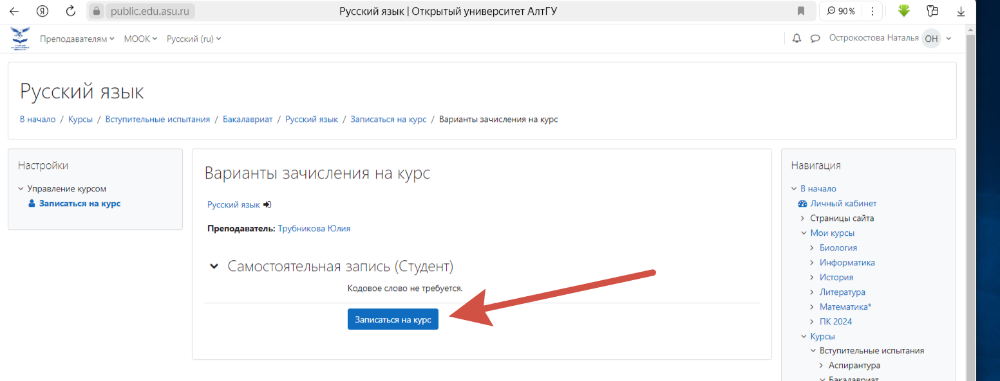 public.edu.asu.ru
Русский язык | Открытый университет АлтГУ
90 %
Преподавателям
МООК
Русский (ru)
Острокостова Наталья
ОН
Русский язык
В начало / Курсы / Вступительные испытания / Бакалавриат / Русский язык / Записаться на курс / Варианты зачисления на курс
Настройки
Управление курсом
Записаться на курс
Варианты зачисления на курс
Русский язык
Преподаватель: Трубникова Юлия
Самостоятельная запись (Студент)
Кодовое слово не требуется.
Записаться на курс
Навигация
В начало
Личный кабинет
Страницы сайта
Мои курсы
Биология
Информатика
История
Литература
Математика*
ПК 2024
Курсы
Вступительные испытания
Аспирантура
Бакалавриат